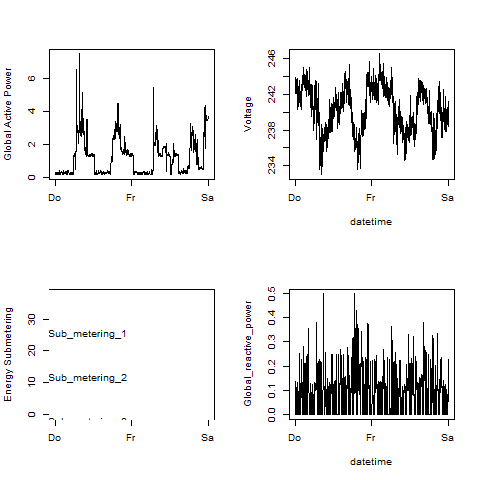 Global Active Power
0 2 4 6
Do Fr Sa
Voltage
234 238 242 246
Do Fr Sa
datetime
Energy Submetering
0 10 20 30
Sub_metering_1
Sub_metering_2
Do Fr Sa
Global_reactive_power
0.0 0.1 0.2 0.3 0.4 0.5
Do Fr Sa
datetime